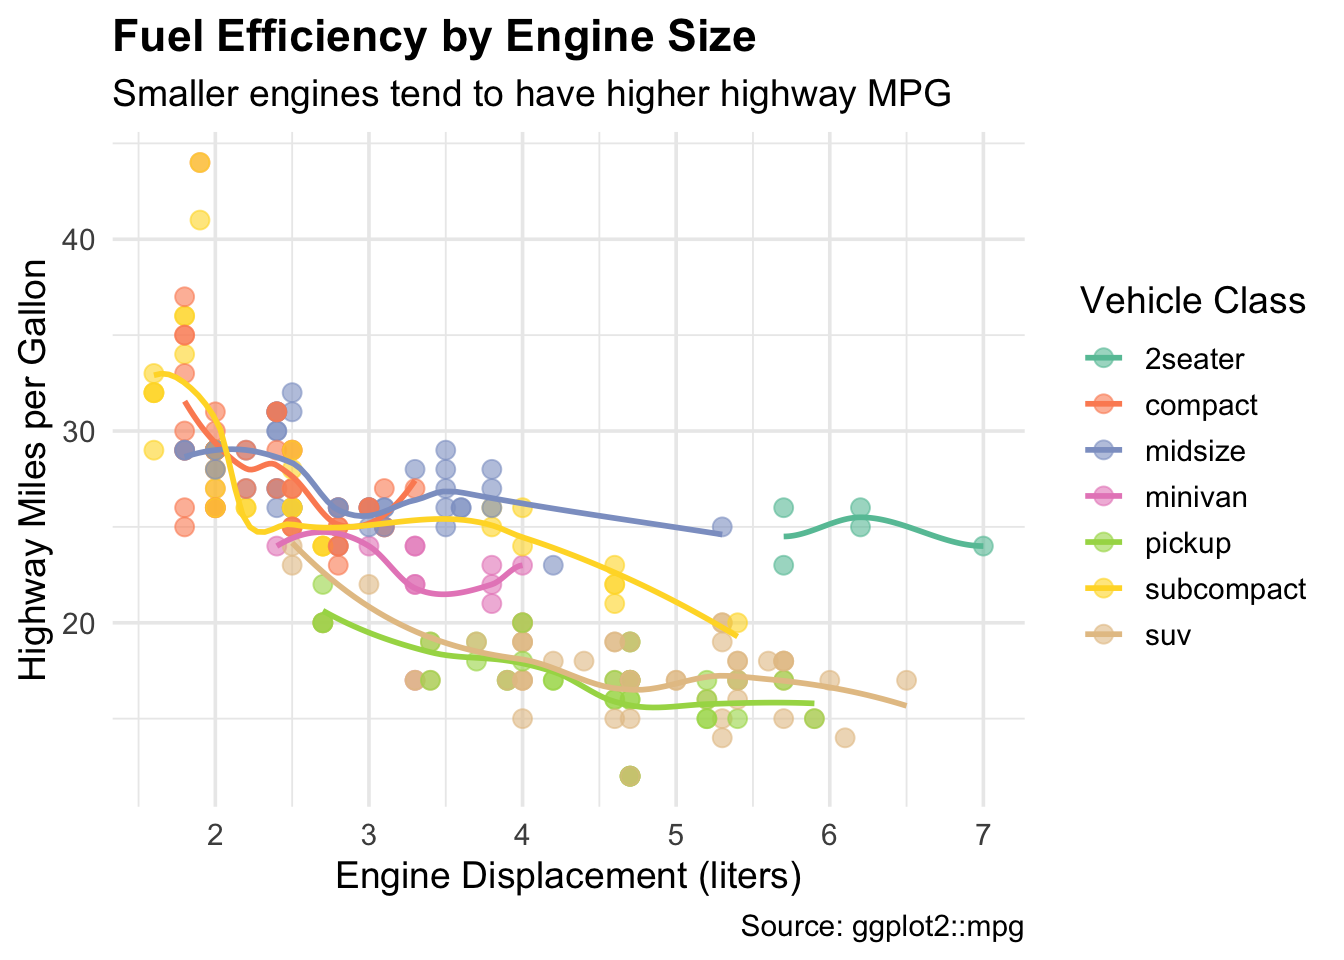 Fuel Efficiency by Engine Size
Smaller engines tend to have higher highway MPG
Highway Miles per Gallon
40
30
20
2 3 4 5 6 7
Engine Displacement (liters)
Vehicle Class
2seater
compact
midsize
minivan
pickup
subcompact
suv
Source: ggplot2::mpg